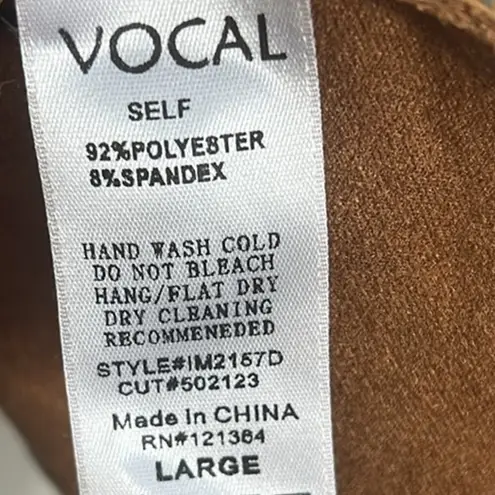 VOCAL
SELF
92%POLYESTER
8%SPANDEX
HAND WASH COLD
DO NOT BLEACH
HANG/FLAT DRY
DRY CLEANING
RECOMMENEDED
STYLE#IM2167D
CUT#502123
Made In CHINA
RN#121364
LARGE